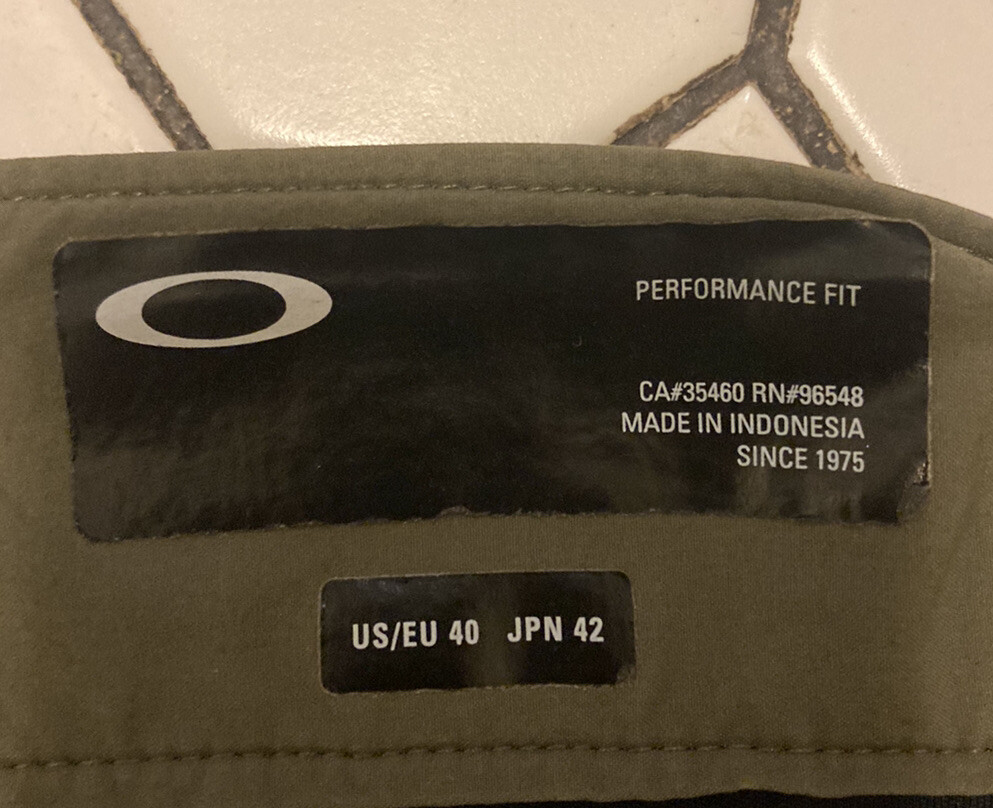 PERFORMANCE FIT
CA#35460 RN#96548
MADE IN INDONESIA
SINCE 1975
US/EU 40 JPN 42